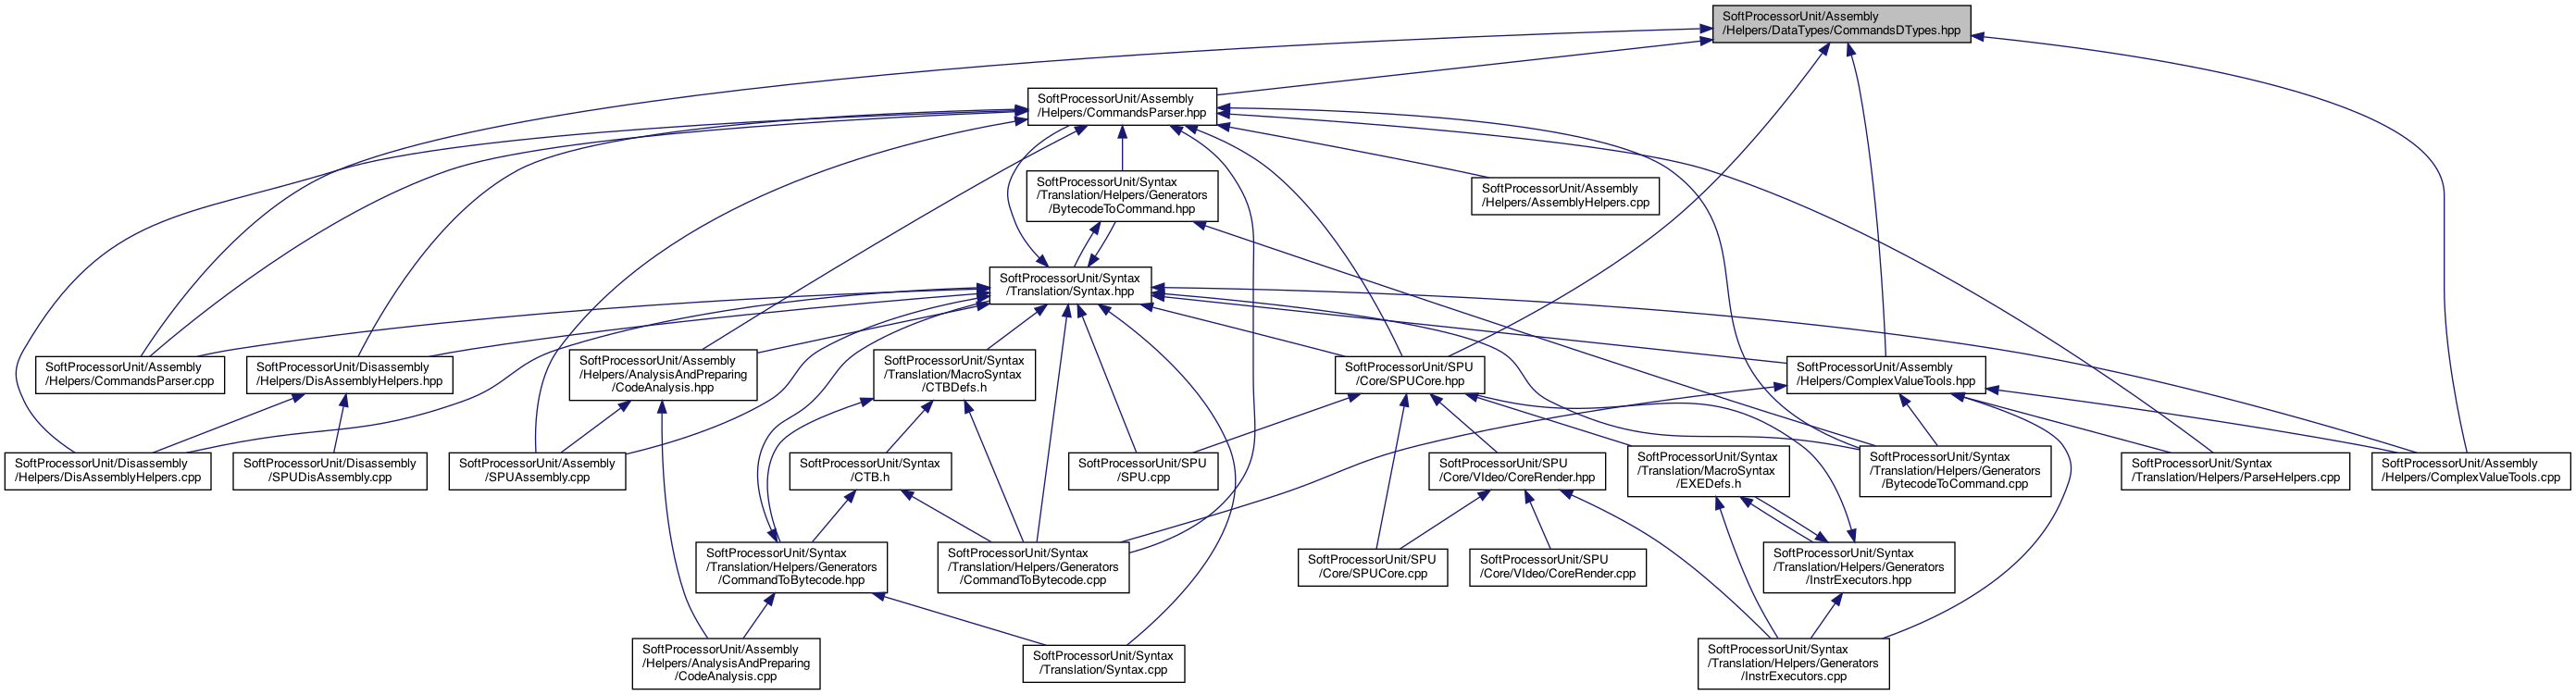 SoftProcessorUnit/Assembly
/Helpers/DataTypes/CommandsDTypes.hpp
SoftProcessorUnit/Assembly
/Helpers/CommandsParser.hpp
SoftProcessorUnit/Syntax
/Translation/Helpers/Generators
/BytecodeToCommand.hpp
SoftProcessorUnit/Assembly
/Helpers/AssemblyHelpers.cpp
SoftProcessorUnit/Syntax
/Translation/Syntax.hpp
SoftProcessorUnit/Assembly
/Helpers/CommandsParser.cpp
SoftProcessorUnit/Disassembly
/Helpers/DisAssemblyHelpers.hpp
SoftProcessorUnit/Assembly
/Helpers/AnalysisAndPreparing
/CodeAnalysis.hpp
SoftProcessorUnit/Syntax
/Translation/MacroSyntax
/CTBDefs.h
SoftProcessorUnit/SPU
/Core/SPUCore.hpp
SoftProcessorUnit/Assembly
/Helpers/ComplexValueTools.hpp
SoftProcessorUnit/Disassembly
/Helpers/DisAssemblyHelpers.cpp
SoftProcessorUnit/Disassembly
/SPUDisAssembly.cpp
SoftProcessorUnit/Assembly
/SPUAssembly.cpp
SoftProcessorUnit/Syntax
/CTB.h
SoftProcessorUnit/SPU
/SPU.cpp
SoftProcessorUnit/SPU
/Core/VIdeo/CoreRender.hpp
SoftProcessorUnit/Syntax
/Translation/MacroSyntax
/EXEDefs.h
SoftProcessorUnit/Syntax
/Translation/Helpers/Generators
/BytecodeToCommand.cpp
SoftProcessorUnit/Syntax
/Translation/Helpers/ParseHelpers.cpp
SoftProcessorUnit/Assembly
/Helpers/ComplexValueTools.cpp
SoftProcessorUnit/Syntax
/Translation/Helpers/Generators
/CommandToBytecode.hpp
SoftProcessorUnit/Syntax
/Translation/Helpers/Generators
/CommandToBytecode.cpp
SoftProcessorUnit/SPU
/Core/SPUCore.cpp
SoftProcessorUnit/SPU
/Core/VIdeo/CoreRender.cpp
SoftProcessorUnit/Syntax
/Translation/Helpers/Generators
/InstrExecutors.hpp
SoftProcessorUnit/Assembly
/Helpers/AnalysisAndPreparing
/CodeAnalysis.cpp
SoftProcessorUnit/Syntax
/Translation/Syntax.cpp
SoftProcessorUnit/Syntax
/Translation/Helpers/Generators
/InstrExecutors.cpp